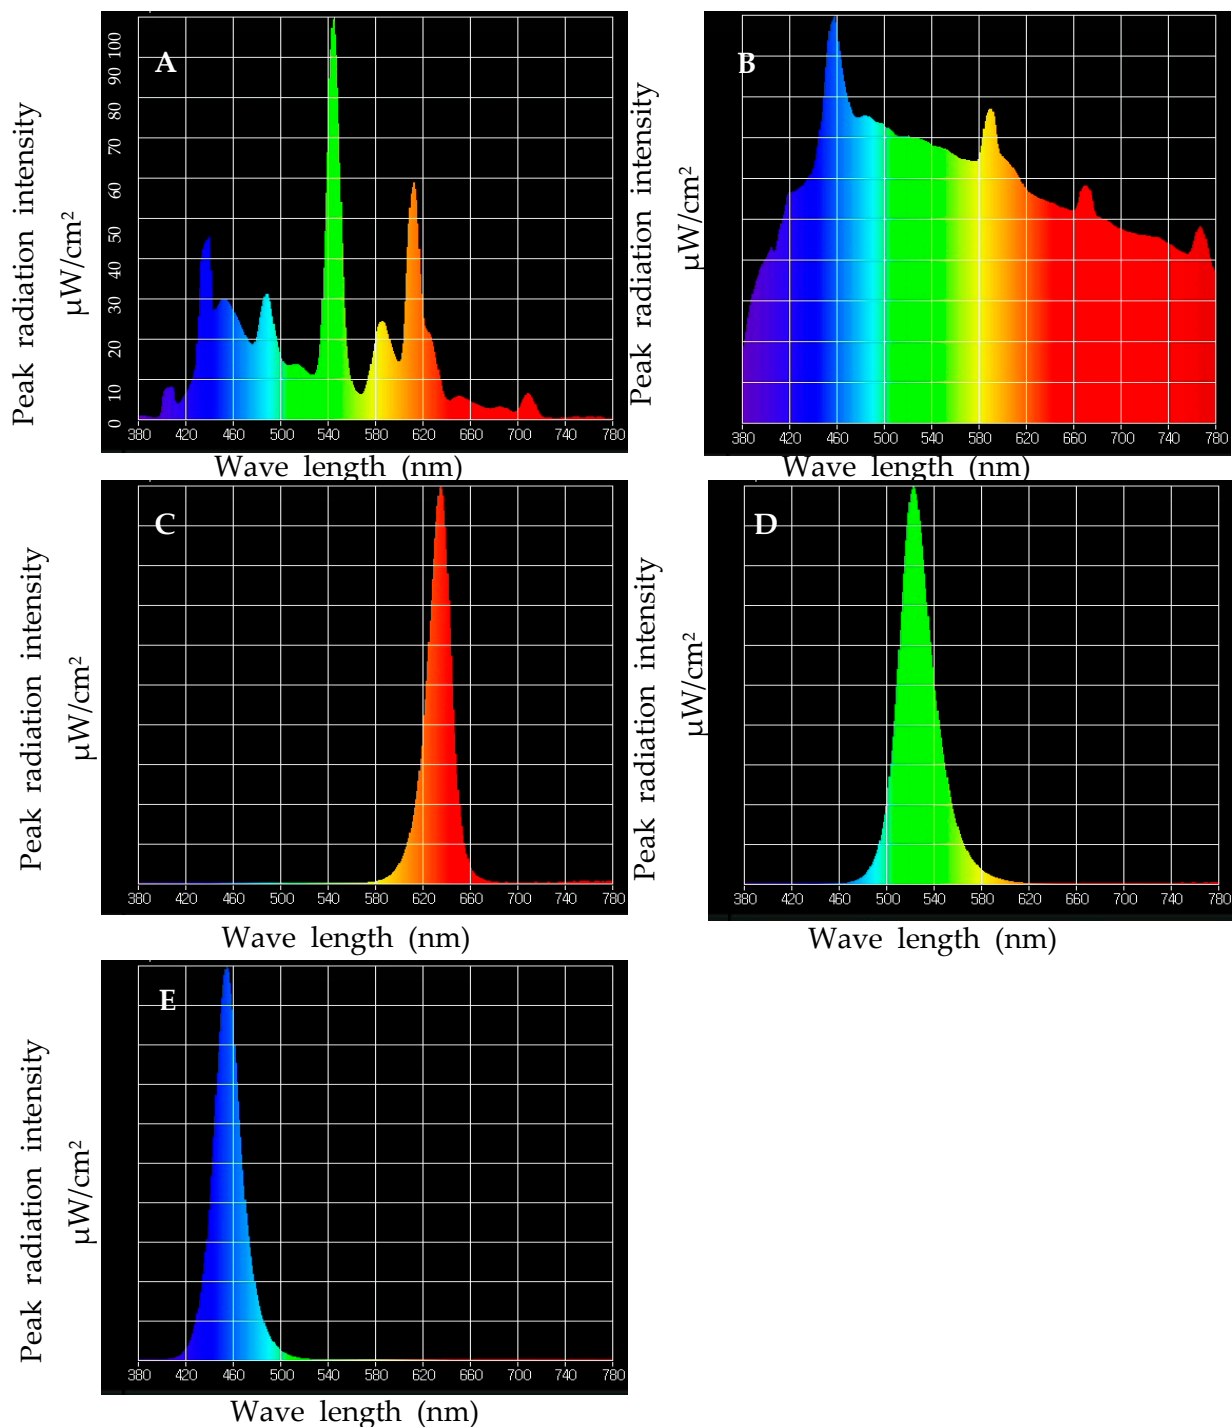 A
Peak radiation intensity
μW/cm²
100
90
80
70
60
50
40
30
20
10
0
380 420 460 500 540 580 620 660 700 740 780
Wave length (nm)
B
Peak radiation intensity
μW/cm²
380 420 460 500 540 580 620 660 700 740 780
Wave length (nm)
C
Peak radiation intensity
μW/cm²
380 420 460 500 540 580 620 660 700 740 780
Wave length (nm)
D
Peak radiation intensity
μW/cm²
380 420 460 500 540 580 620 660 700 740 780
Wave length (nm)
E
Peak radiation intensity
μW/cm²
380 420 460 500 540 580 620 660 700 740 780
Wave length (nm)